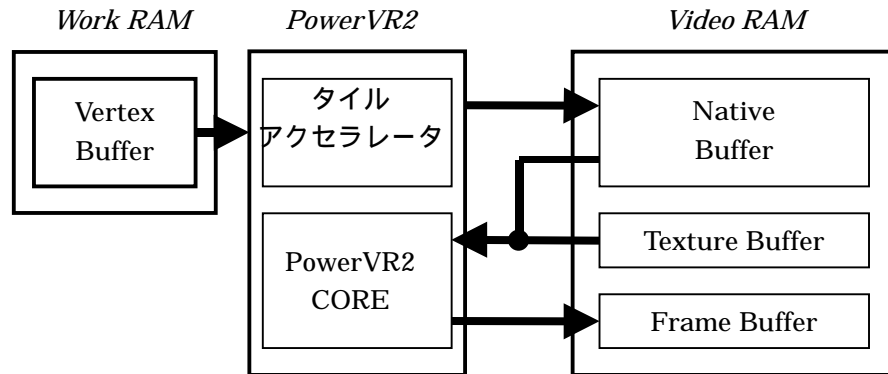 Work RAM
PowerVR2
Video RAM
Vertex
Buffer
タイル
アクセラレータ
PowerVR2
CORE
Native
Buffer
Texture Buffer
Frame Buffer